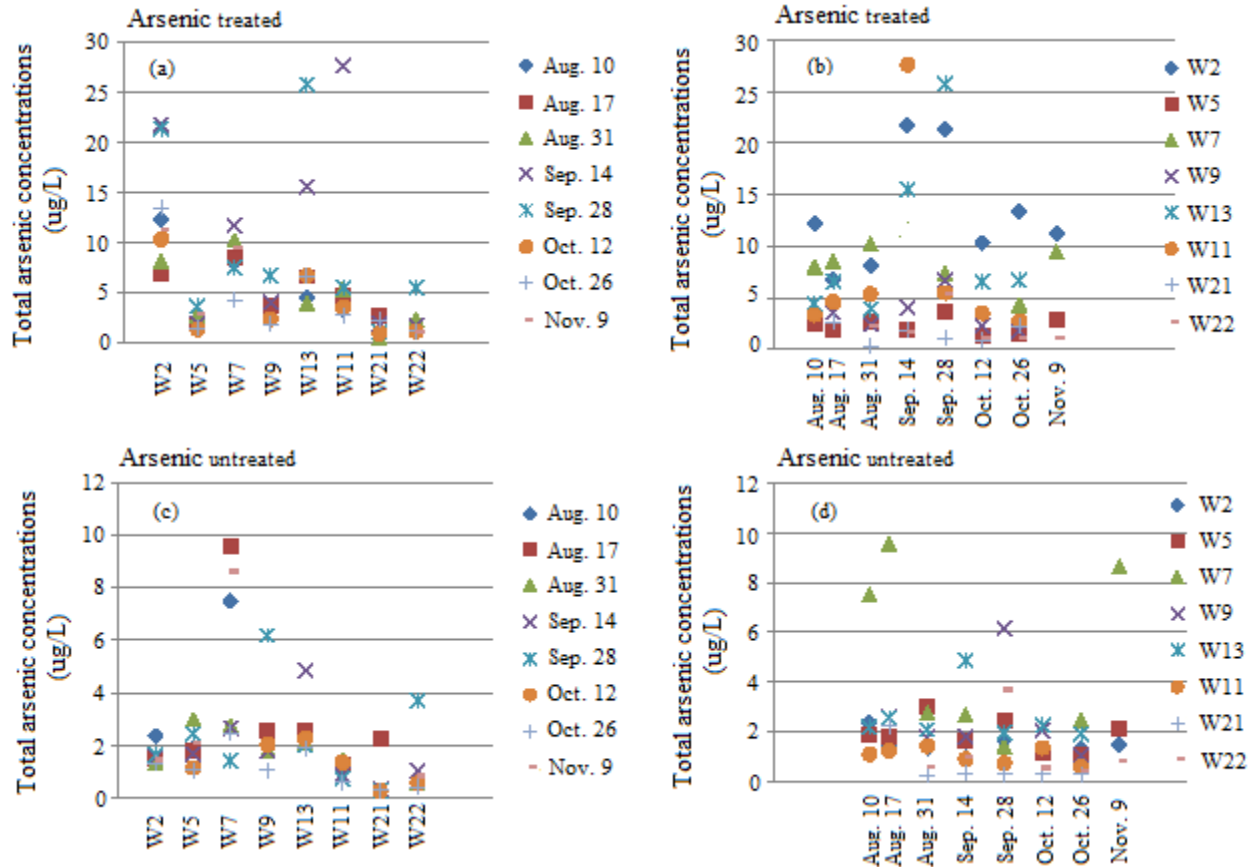 Arsenic treated
Total arsenic concentrations
(ug/L)
30
25
20
15
10
5
0
(a)
W2
W5
W7
W9
W13
W11
W21
W22
Aug. 10
Aug. 17
Aug. 31
Sep. 14
Sep. 28
Oct. 12
Oct. 26
Nov. 9
Arsenic treated
Total arsenic concentrations
(ug/L)
30
25
20
15
10
5
0
(b)
Aug. 10
Aug. 17
Aug. 31
Sep. 14
Sep. 28
Oct. 12
Oct. 26
Nov. 9
W2
W5
W7
W9
W13
W11
W21
W22
Arsenic untreated
Total arsenic concentrations
(ug/L)
12
10
8
6
4
2
0
(c)
W2
W5
W7
W9
W13
W11
W21
W22
Aug. 10
Aug. 17
Aug. 31
Sep. 14
Sep. 28
Oct. 12
Oct. 26
Nov. 9
Arsenic untreated
Total arsenic concentrations
(ug/L)
12
10
8
6
4
2
0
(d)
Aug. 10
Aug. 17
Aug. 31
Sep. 14
Sep. 28
Oct. 12
Oct. 26
Nov. 9
W2
W5
W7
W9
W13
W11
W21
W22